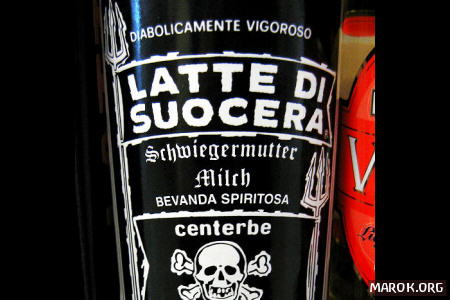 DIABOLICAMENTE VIGOROSO
LATTE DI
SUOCERA
Schwiegermutter
Milch
BEVANDA SPIRITOSA
centerbe
MAROK.ORG